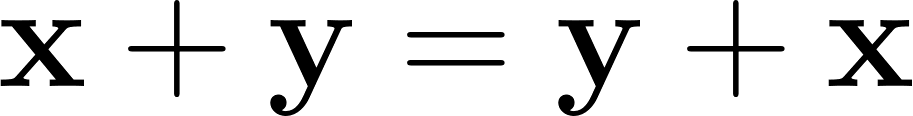 x + y = y + x